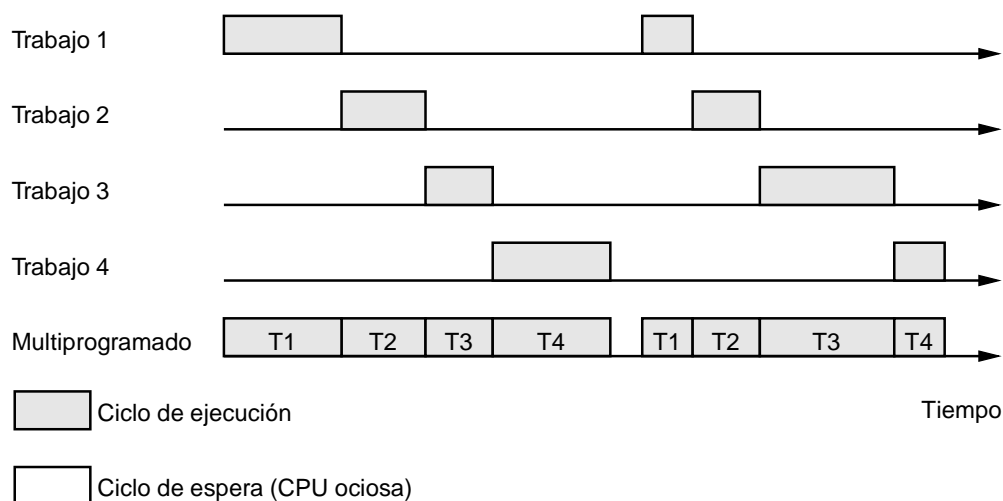 Trabajo 1
Trabajo 2
Trabajo 3
Trabajo 4
Multiprogramado T1 T2 T3 T4 T1 T2 T3 T4
Ciclo de ejecución Tiempo
Ciclo de espera (CPU ociosa)